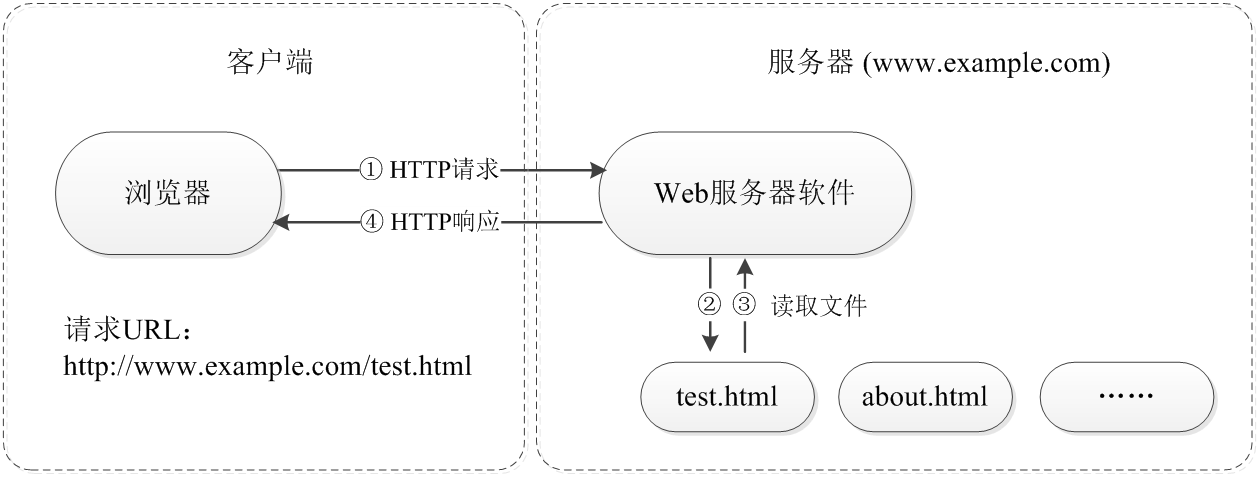 客户端
服务器 (www.example.com)
浏览器
① HTTP请求
Web服务器软件
④ HTTP响应
② ③ 读取文件
请求URL：
http://www.example.com/test.html
test.html
about.html
……